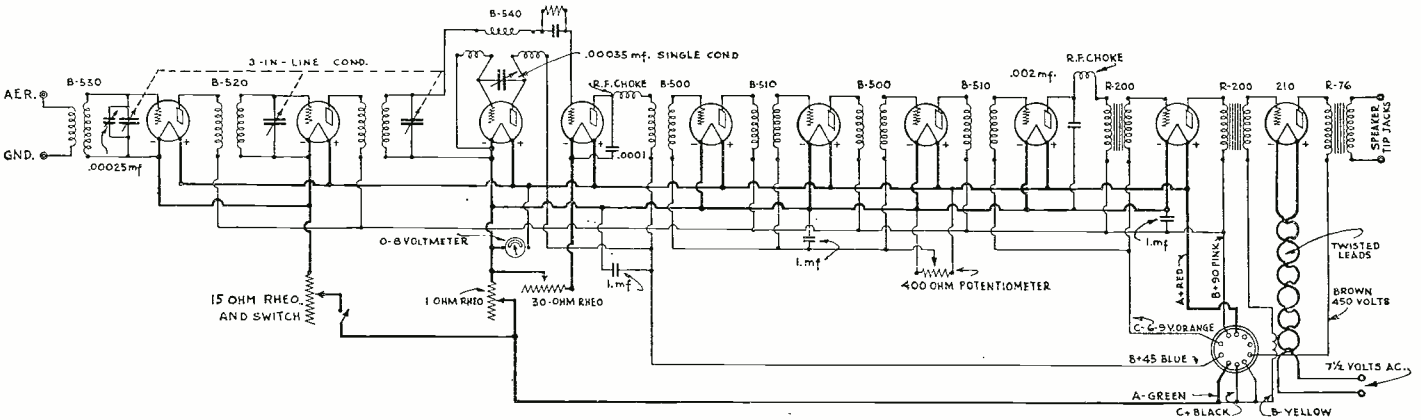 B-540
.00035 mf. SINGLE COND
3-IN-LINE COND.
R.F. CHOKE
B-530
B-520
R.F. CHOKE
B-500
B-510
B-500
B-510
.002 mf.
R-200
R-200
210
R-76
AER.
GND.
.00025 mf
.0001
SPEAKER
TIP JACKS
0-8 VOLTMETER
1. mf
1. mf
1. mf
15 OHM RHEO.
AND SWITCH
1 OHM RHEO
30-OHM RHEO
400 OHM POTENTIOMETER
A+RED
B+90 PINK
TWISTED
LEADS
BROWN
450 VOLTS
C-6-9V. ORANGE
B+45 BLUE
7½ VOLTS AC.
A-GREEN
C+BLACK
B-YELLOW